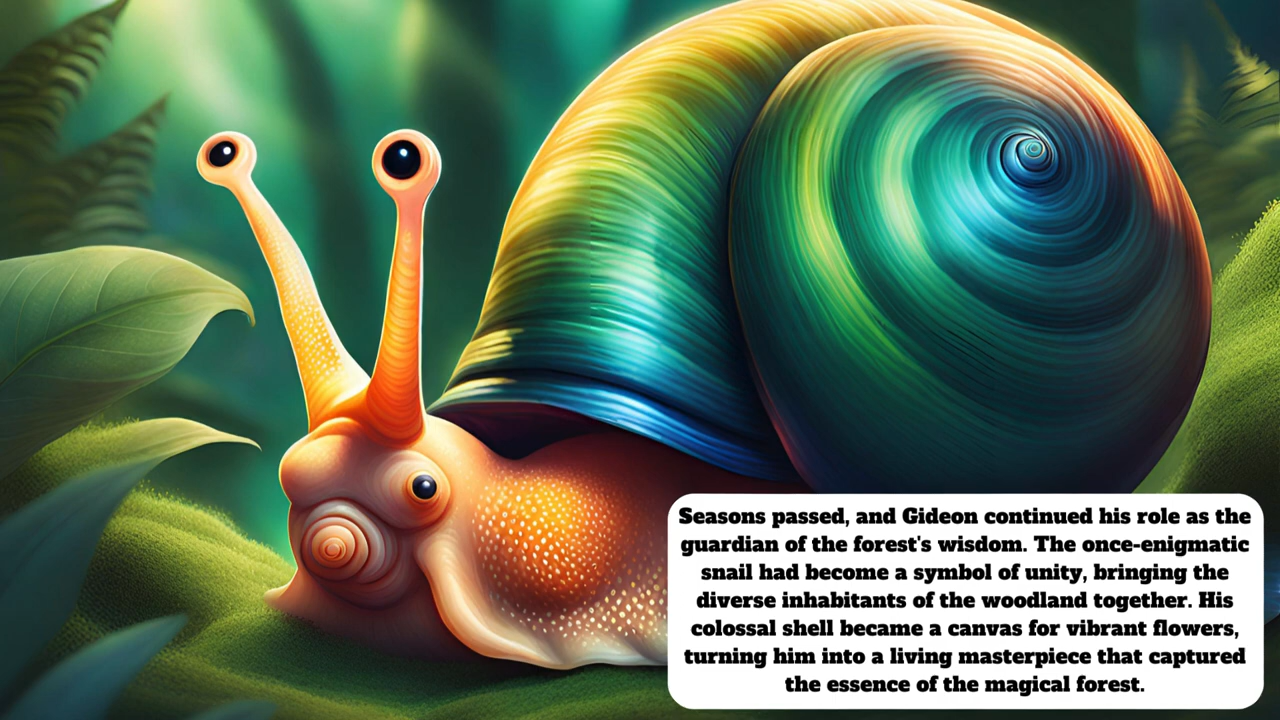 Seasons passed, and Gideon continued his role as the
guardian of the forest's wisdom. The once-enigmatic
snail had become a symbol of unity, bringing the
diverse inhabitants of the woodland together. His
colossal shell became a canvas for vibrant flowers,
turning him into a living masterpiece that captured
the essence of the magical forest.